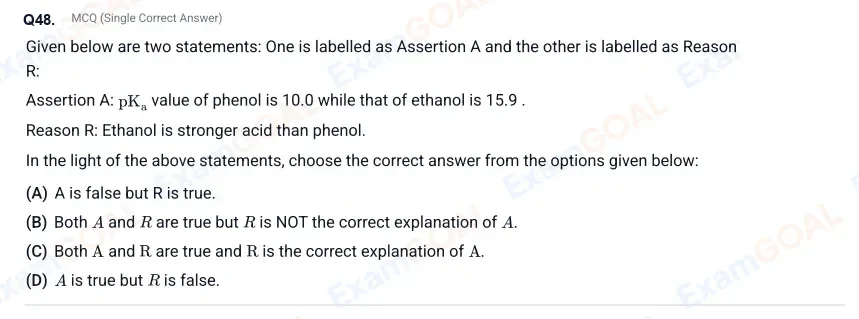 Q48. MCQ (Single Correct Answer)
Given below are two statements: One is labelled as Assertion A and the other is labelled as Reason
R:
Assertion A: pKₐ value of phenol is 10.0 while that of ethanol is 15.9 .
Reason R: Ethanol is stronger acid than phenol.
In the light of the above statements, choose the correct answer from the options given below:
(A) A is false but R is true.
(B) Both A and R are true but R is NOT the correct explanation of A.
(C) Both A and R are true and R is the correct explanation of A.
(D) A is true but R is false.